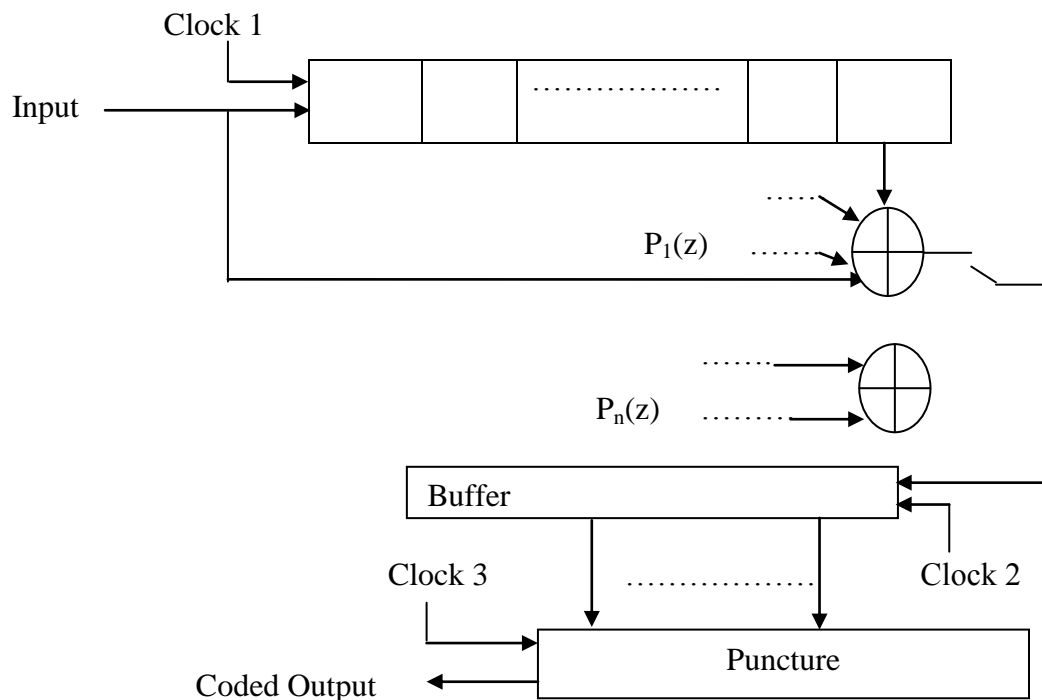 Clock 1
Input
P₁(z)
Pₙ(z)
Buffer
Clock 3
Clock 2
Puncture
Coded Output